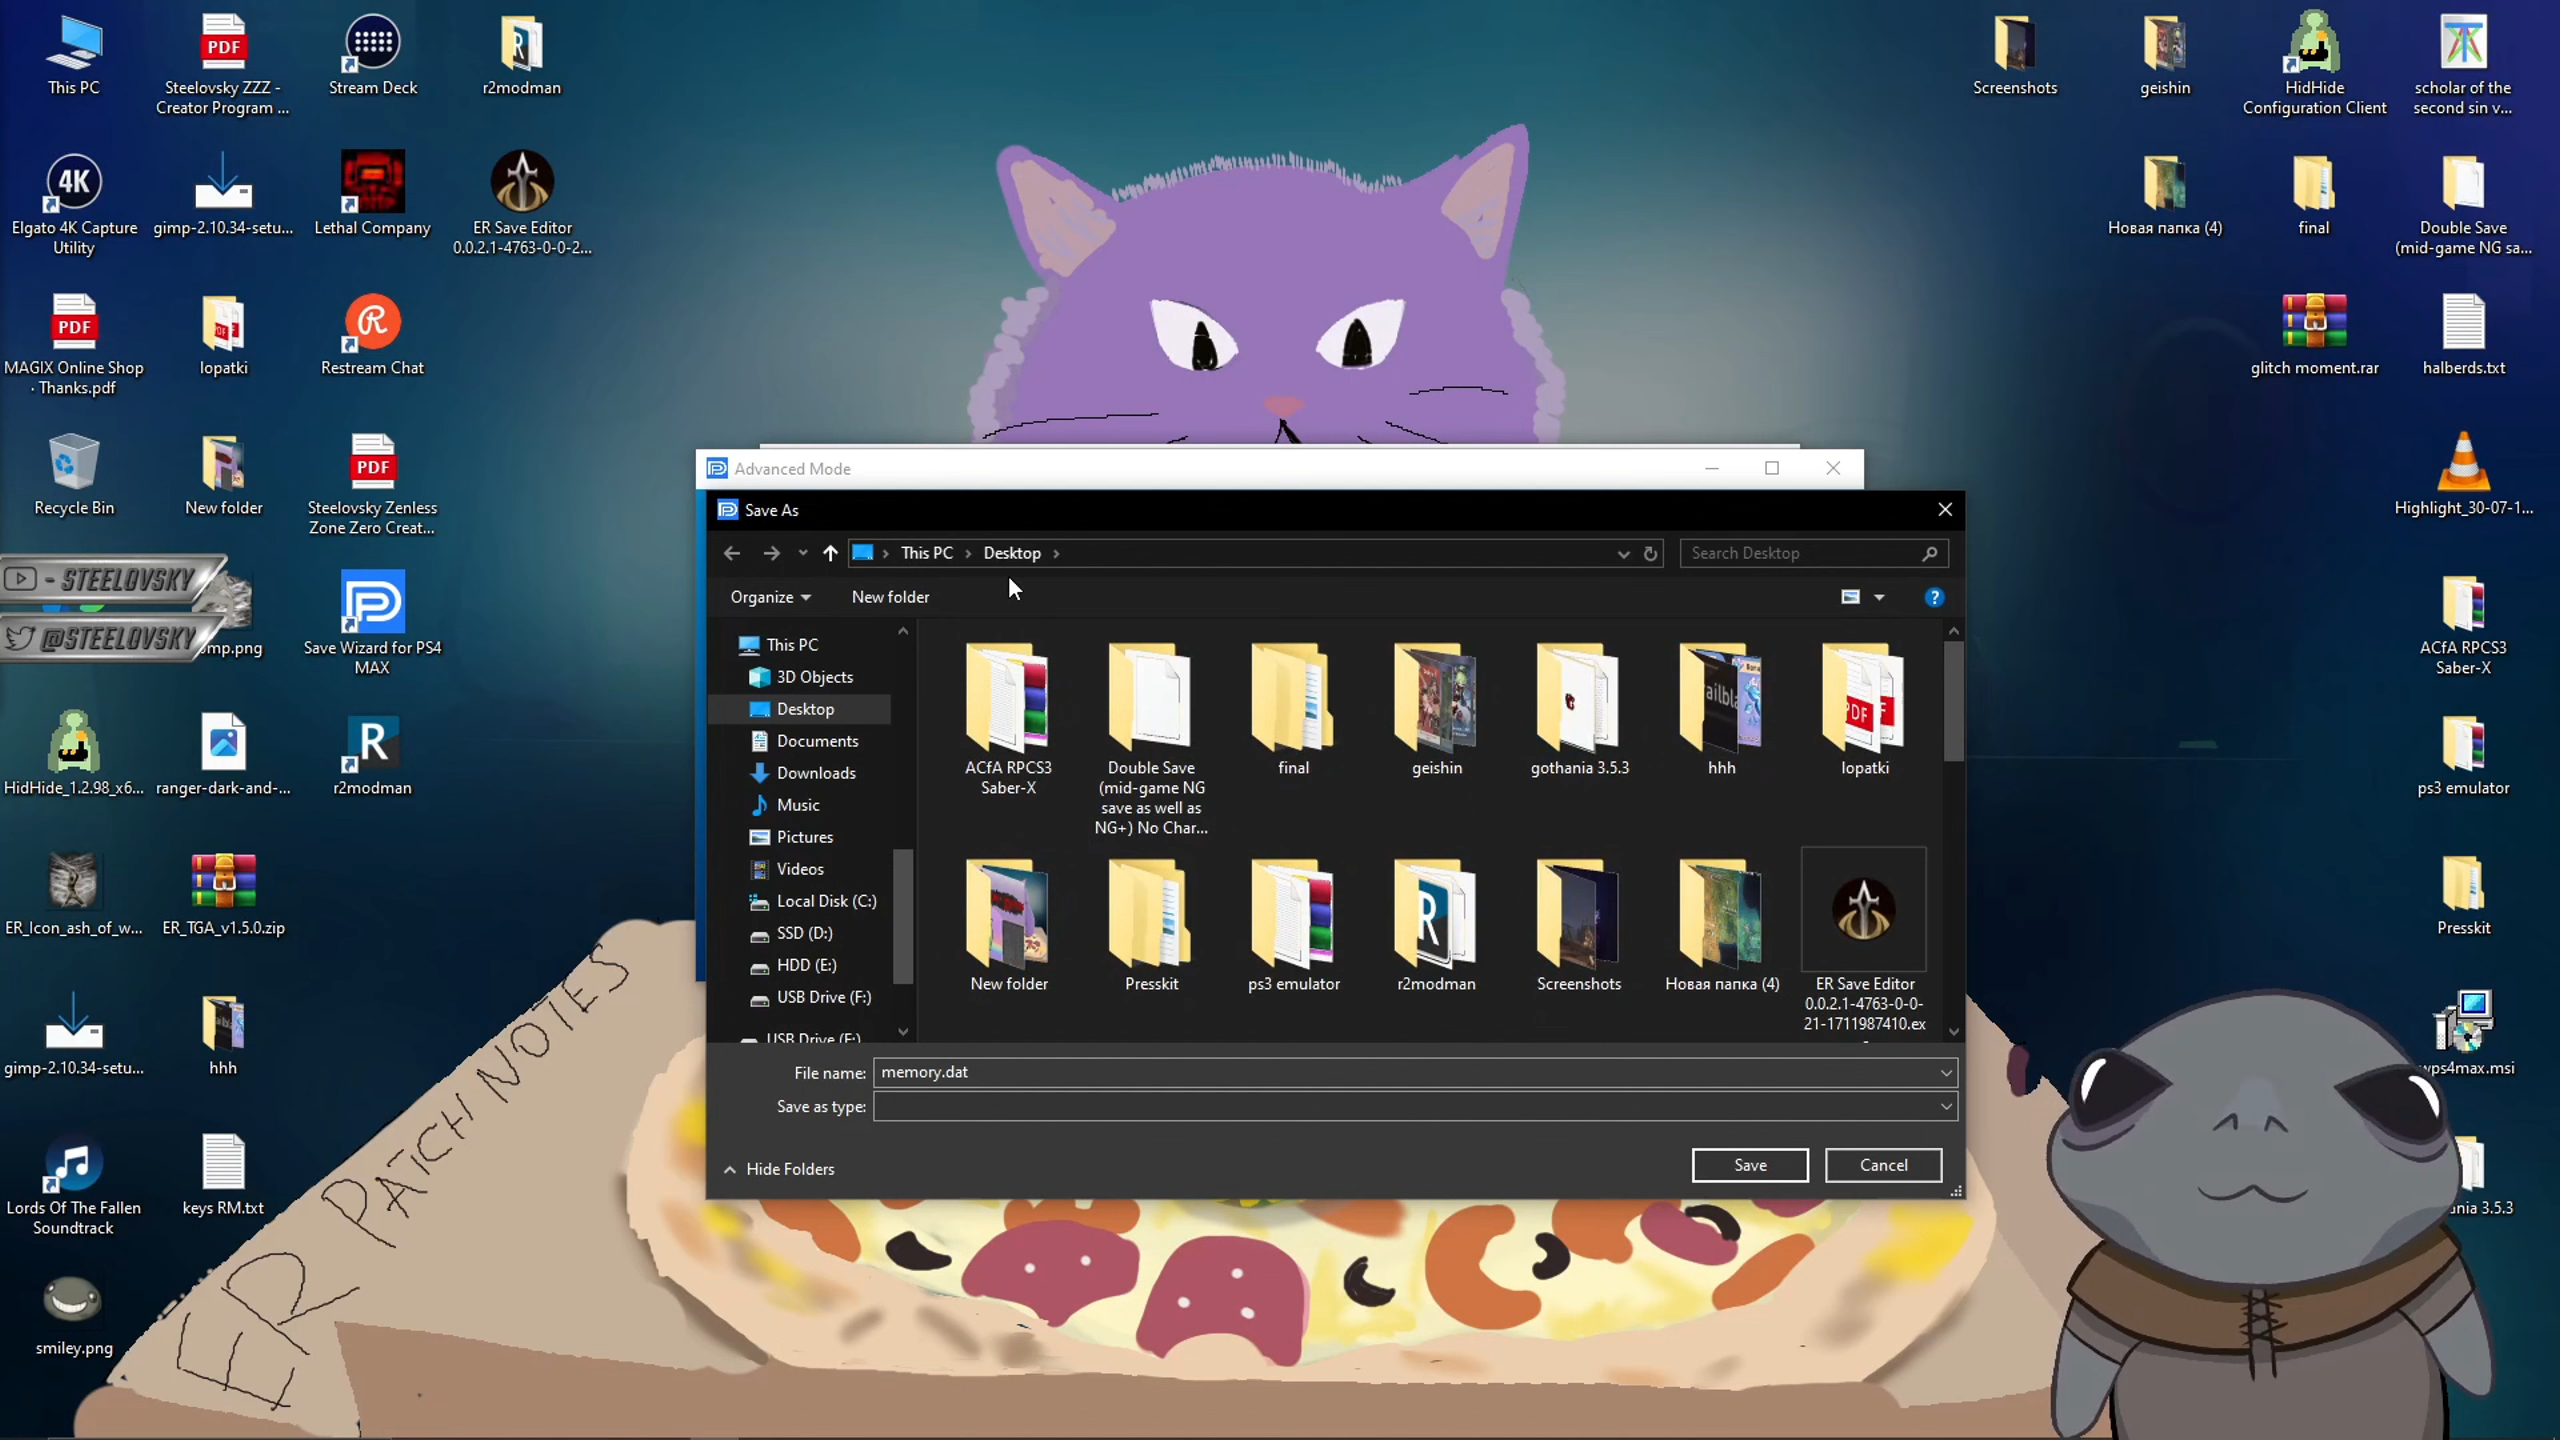 This PC
Steelovsky ZZZ -
Creator Program ...
Stream Deck
r2modman
Screenshots
geishin
HidHide
Configuration Client
scholar of the
second sin v...
4K
Elgato 4K Capture
Utility
gimp-2.10.34-setu...
Lethal Company
ER Save Editor
0.0.2.1-4763-0-0-2...
Новая папка (4)
final
Double Save
(mid-game NG sa...
PDF
MAGIX Online Shop
· Thanks.pdf
lopatki
Restream Chat
glitch moment.rar
halberds.txt
Recycle Bin
New folder
PDF
Steelovsky Zenless
Zone Zero Creat...
Highlight_30-07-1...
- STEELOVSKY
@STEELOVSKY
omp.png
Save Wizard for PS4
MAX
ACfA RPCS3
Saber-X
HidHide_1.2.98_x6...
ranger-dark-and-...
r2modman
ps3 emulator
ER_Icon_ash_of_w...
ER_TGA_v1.5.0.zip
Presskit
gimp-2.10.34-setu...
hhh
wps4max.msi
Lords Of The Fallen
Soundtrack
keys RM.txt
ania 3.5.3
smiley.png
ER PATCH NOTES
Advanced Mode
Save As
This PC > Desktop >
Search Desktop
Organize
New folder
This PC
3D Objects
Desktop
Documents
Downloads
Music
Pictures
Videos
Local Disk (C:)
SSD (D:)
HDD (E:)
USB Drive (F:)
USB Drive (F:)
ACfA RPCS3
Saber-X
Double Save
(mid-game NG
save as well as
NG+) No Char...
final
geishin
gothania 3.5.3
hhh
lopatki
New folder
Presskit
ps3 emulator
r2modman
Screenshots
Новая папка (4)
ER Save Editor
0.0.2.1-4763-0-0-
21-1711987410.ex
File name: memory.dat
Save as type:
Hide Folders
Save
Cancel